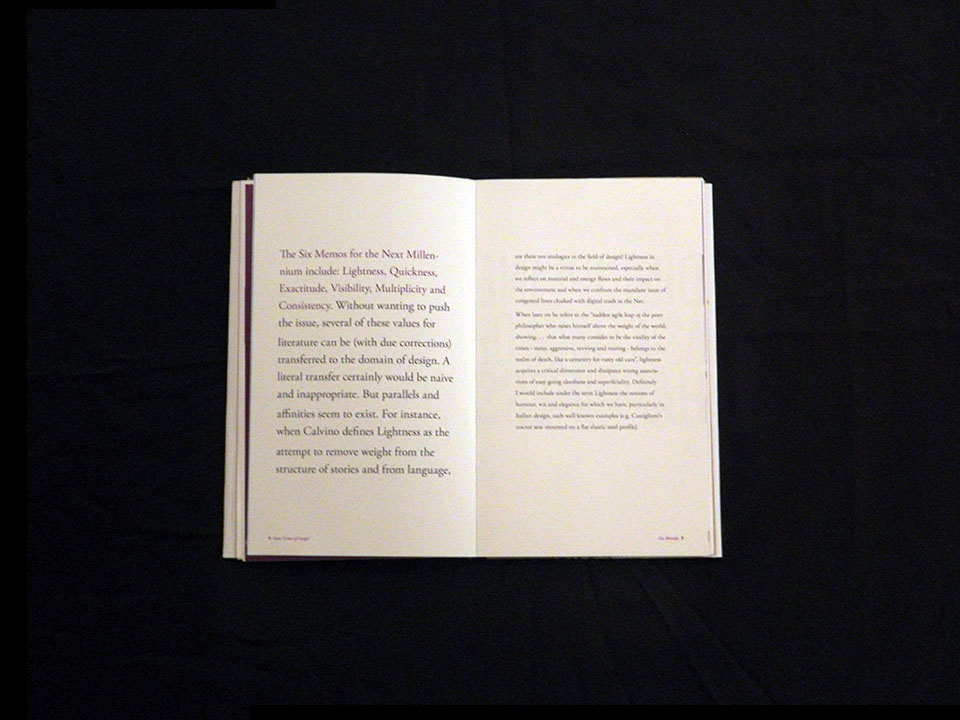 The Six Memos for the Next Millen-
nium include: Lightness, Quickness,
Exactitude, Visibility, Multiplicity and
Consistency. Without wanting to push
the issue, several of these values for
literature can be (with due corrections)
transferred to the domain of design. A
literal transfer certainly would be naive
and inappropriate. But parallels and
affinities seem to exist. For instance,
when Calvino defines Lightness as the
attempt to remove weight from the
structure of stories and from language,
are there not analogies in the field of design? Lightness in
design might be a virtue to be maintained, especially when
we reflect on material and energy flows and their impact on
the environment and when we confront the mundane issue of
congested lines cloaked with digital trash in the Net.
When later on he refers to the "sudden agile leap of the poet-
philosopher who raises himself above the weight of the world,
showing . . . that what many consider to be the vitality of the
times - noisy, aggressive, revving and roaring - belongs to the
realm of death, like a cemetery for rusty old cars", lightness
acquires a critical dimension and dissipates wrong associa-
tions of easy going aloofness and superficiality. Definitely
I would include under the term Lightness the notions of
humour, wit and elegance for which we have, particularly in
Italian design, such well known examples (e.g. Castiglioni's
tractor seat mounted on a flat elastic steel profile).
of Design